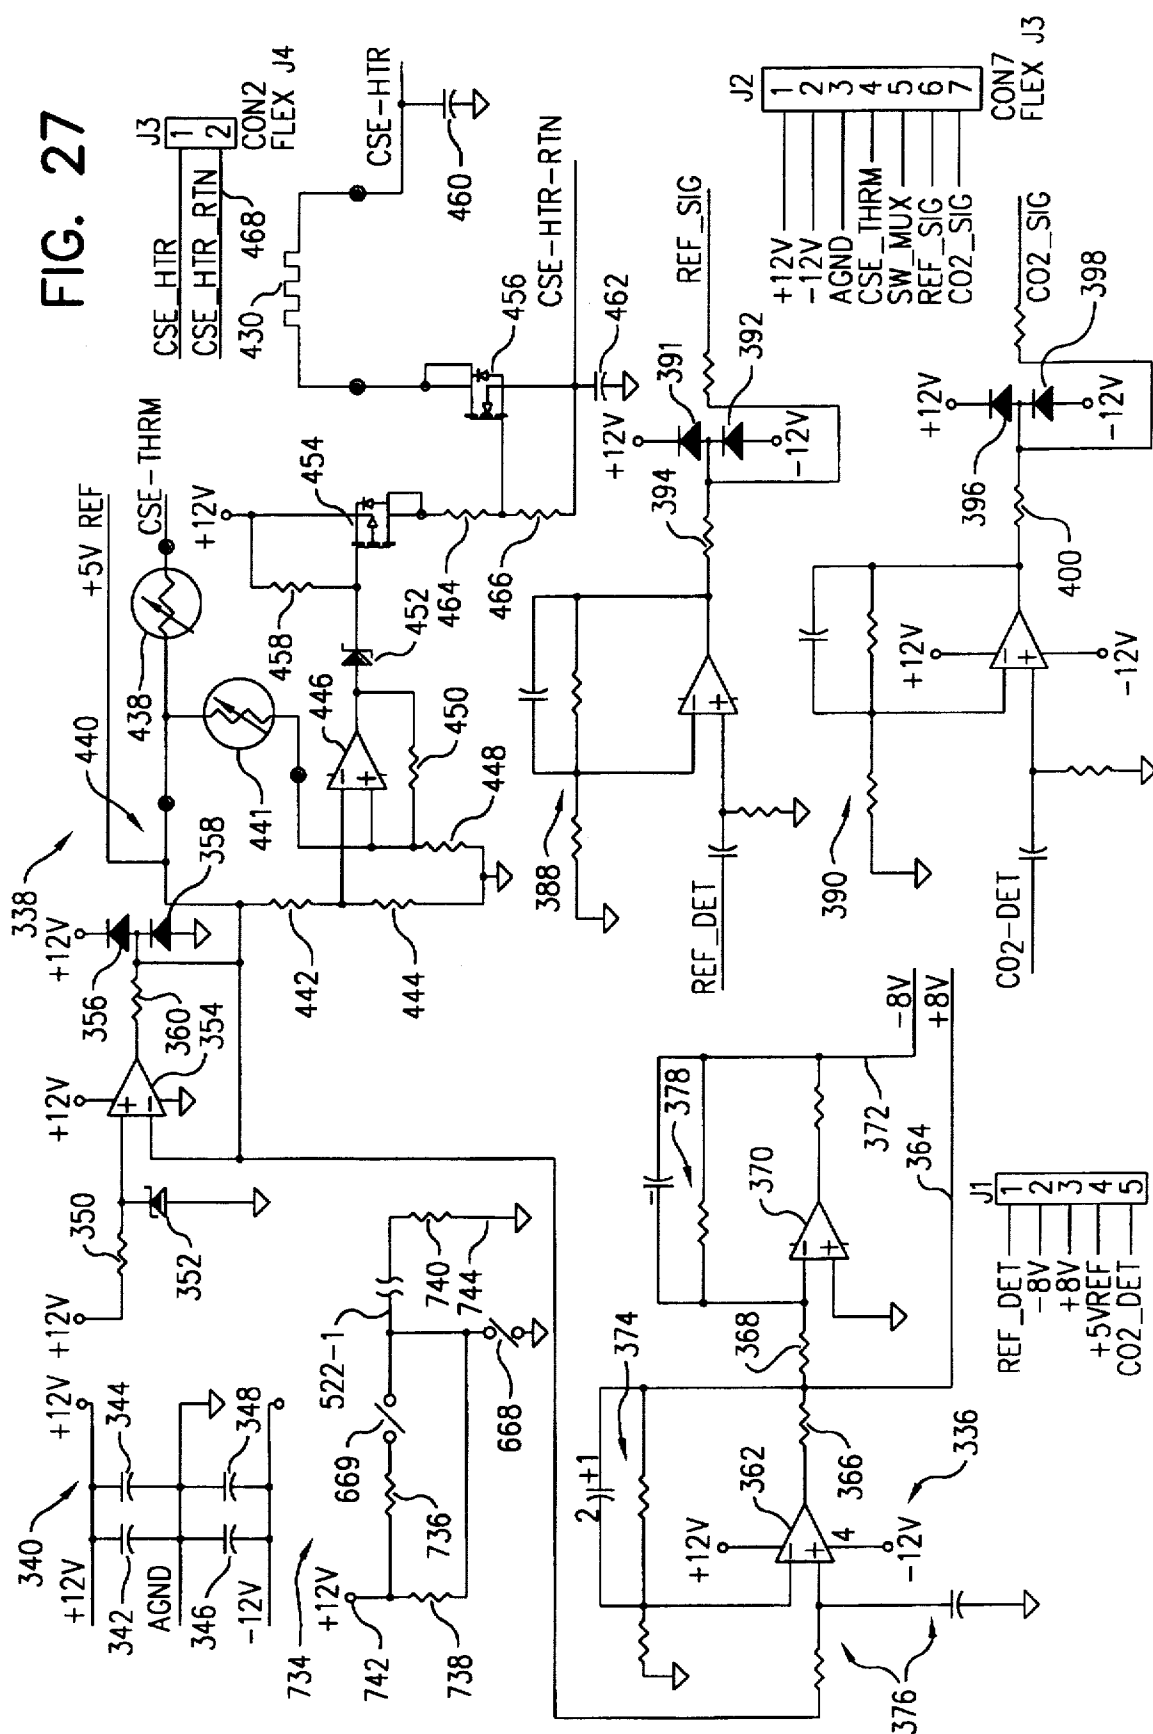 FIG. 27
340
+12V
+12V
342
344
AGND
346
348
-12V
+12V
350
352
+12V
+
-
360
354
+12V
356
358
338
440
+5V REF
438
CSE-THRM
441
442
444
+12V
458
454
446
-
+
452
450
448
464
466
J3
CSE_HTR
1
CSE_HTR_RTN
2
468
CON2
FLEX J4
430
CSE-HTR
460
456
CSE-HTR-RTN
462
734
+12V
742
738
736
669
522-1
668
740
744
388
REF_DET
-
+
394
+12V
391
392
-12V
REF_SIG
390
CO2-DET
+12V
-
+
-12V
400
+12V
396
398
-12V
CO2_SIG
J2
+12V
1
-12V
2
AGND
3
CSE_THRM
4
SW_MUX
5
REF_SIG
6
CO2_SIG
7
CON7
FLEX J3
2
+1
374
+12V
362
-
+
4
-12V
336
366
368
376
370
-
+
378
372
364
-8V
+8V
J1
REF_DET
1
-8V
2
+8V
3
+5VREF
4
CO2_DET
5